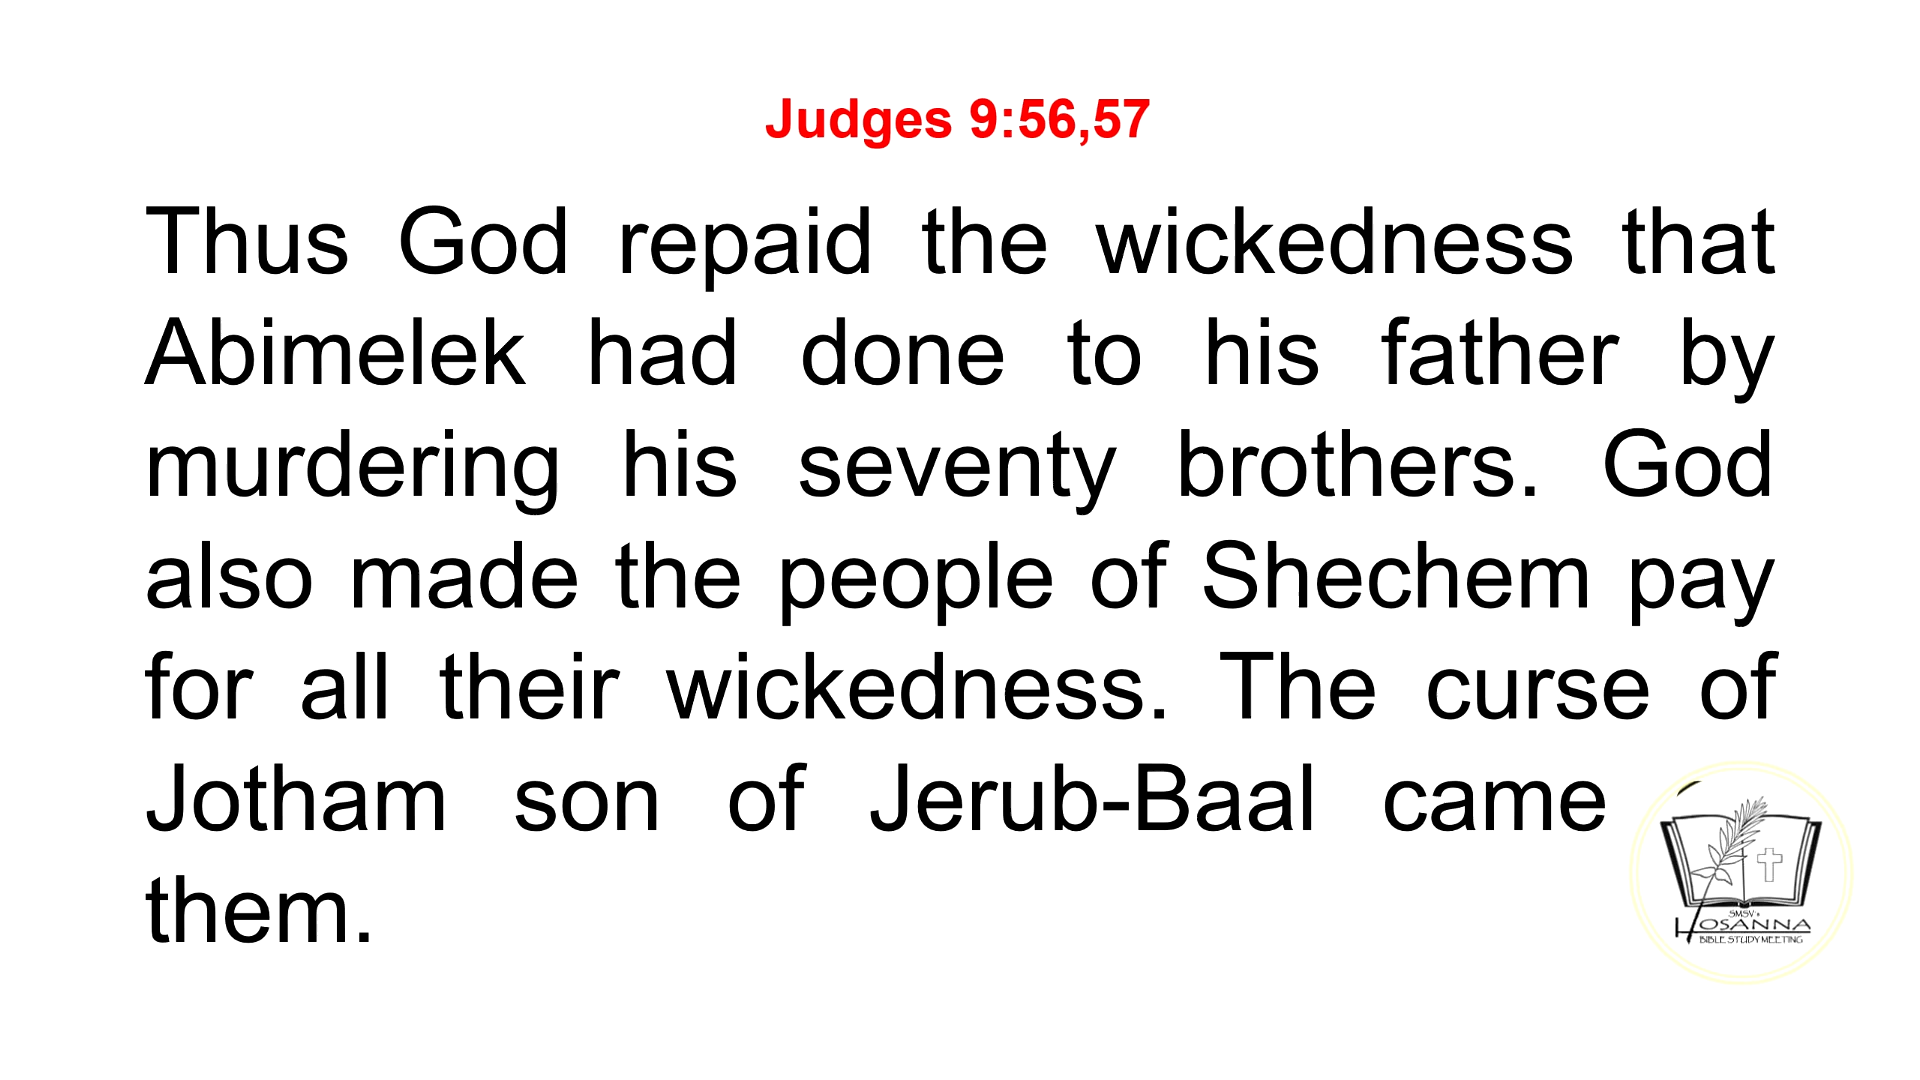 Judges 9:56,57
Thus God repaid the wickedness that
Abimelek had done to his father by
murdering his seventy brothers. God
also made the people of Shechem pay
for all their wickedness. The curse of
Jotham son of Jerub-Baal came
them.
SMSV's
HOSANNA
BIBLE STUDY MEETING